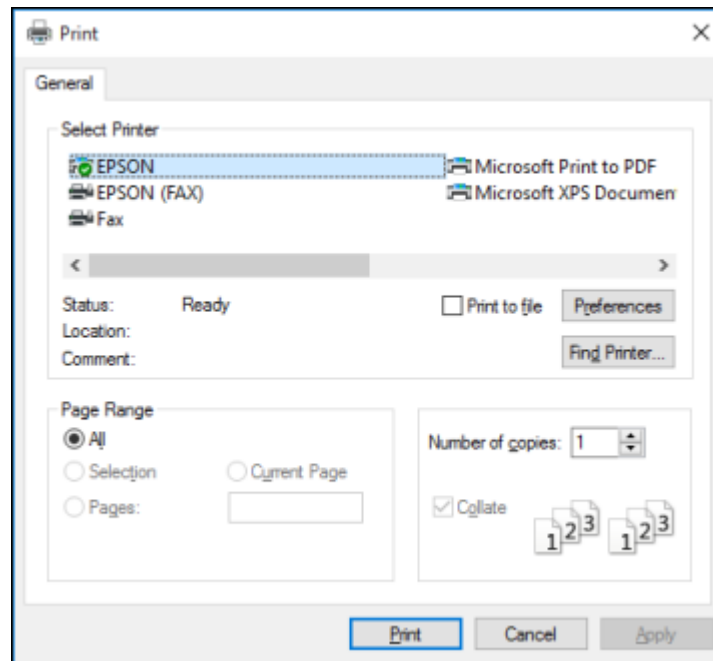 Print
General
Select Printer
EPSON Microsoft Print to PDF
EPSON (FAX) Microsoft XPS Documen
Fax
Status: Ready Print to file Preferences
Location:
Comment: Find Printer...
Page Range
All Number of copies: 1
Selection Current Page
Pages: Collate
1 2 3 1 2 3
Print Cancel Apply